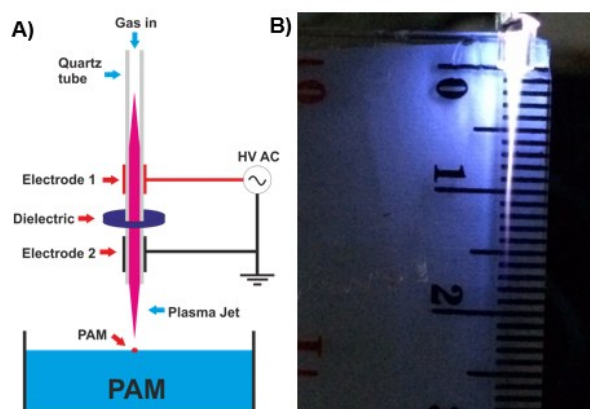 A)
Gas in
Quartz
tube
HV AC
Electrode 1
Dielectric
Electrode 2
Plasma Jet
PAM
PAM
B)
0
1
2